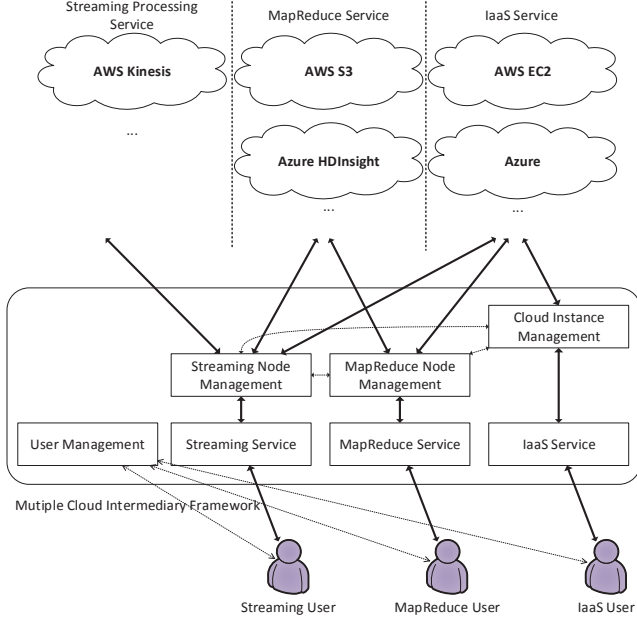 Streaming Processing
Service
MapReduce Service
IaaS Service
AWS Kinesis
AWS S3
AWS EC2
...
Azure HDInsight
Azure
...
...
Cloud Instance
Management
Streaming Node
Management
MapReduce Node
Management
User Management
Streaming Service
MapReduce Service
IaaS Service
Mutiple Cloud Intermediary Framework
Streaming User
MapReduce User
IaaS User